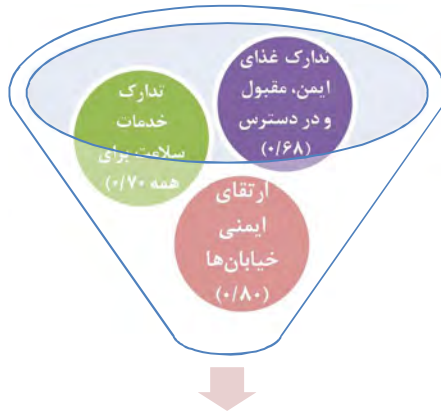 تدارک غذای
ایمن، مقبول
و در دسترس
(۰/۶۸)
تدارک
خدمات
سلامت برای
همه ۰/۷۰)
ارتقای
ایمنی
خیابان‌ها
(۰/۸۰)